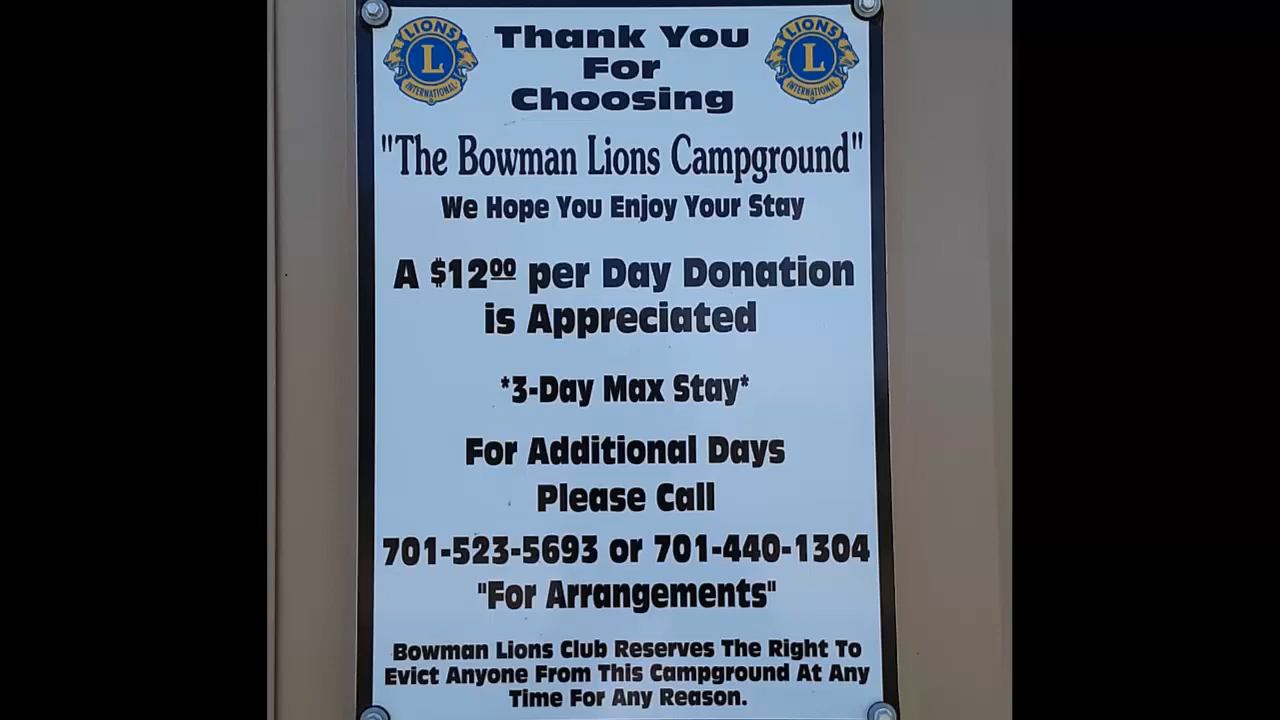 LIONS
L
INTERNATIONAL
Thank You
For
Choosing
LIONS
L
INTERNATIONAL
"The Bowman Lions Campground"
We Hope You Enjoy Your Stay
A $12⁰⁰ per Day Donation
is Appreciated
*3-Day Max Stay*
For Additional Days
Please Call
701-523-5693 or 701-440-1304
"For Arrangements"
Bowman Lions Club Reserves The Right To
Evict Anyone From This Campground At Any
Time For Any Reason.